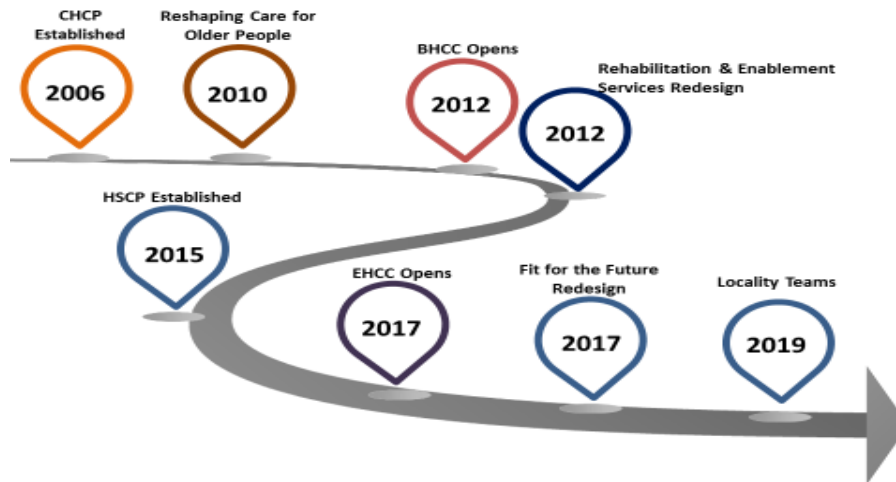 CHCP
Established
2006
Reshaping Care for
Older People
2010
BHCC Opens
2012
Rehabilitation & Enablement
Services Redesign
2012
HSCP Established
2015
EHCC Opens
2017
Fit for the Future
Redesign
2017
Locality Teams
2019